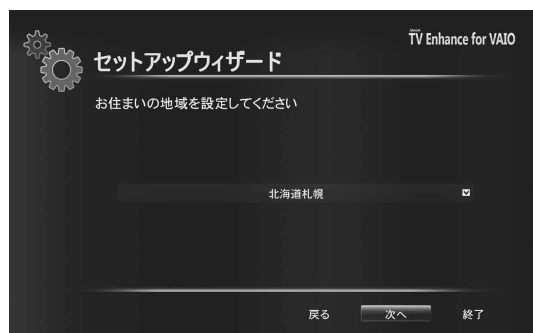 TV Enhance for VAIO
セットアップウィザード
お住まいの地域を設定してください
北海道札幌
戻る 次へ 終了